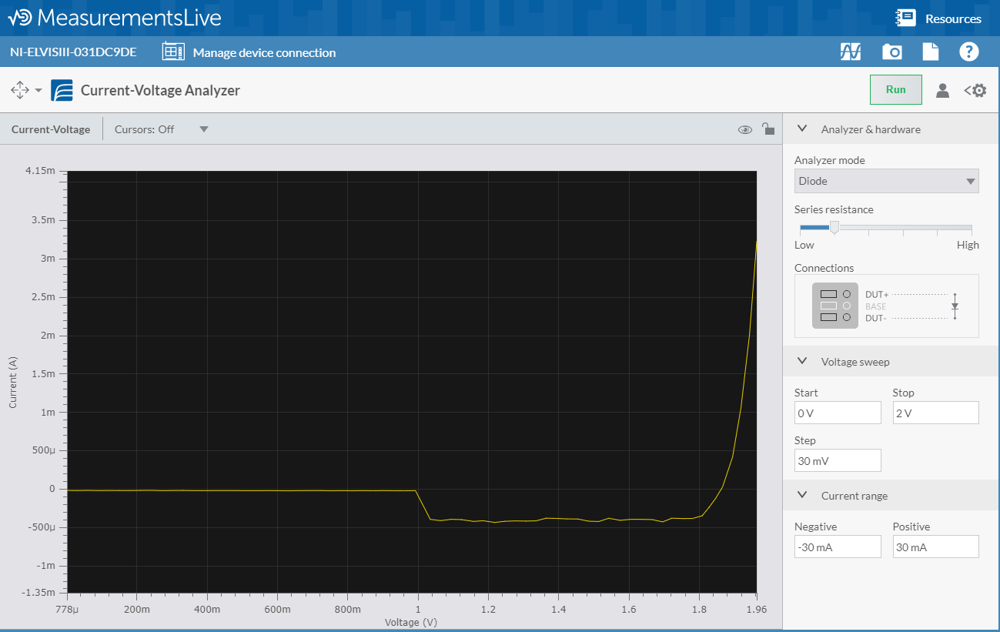 MeasurementsLive
Resources
NI-ELVISIII-031DC9DE
Manage device connection
?
Current-Voltage Analyzer
Run
Current-Voltage
Cursors: Off
Analyzer & hardware
Analyzer mode
Diode
Series resistance
Low
High
Connections
DUT+
BASE
DUT-
Voltage sweep
Start
Stop
0 V
2 V
Step
30 mV
Current range
Negative
Positive
-30 mA
30 mA
4.15m
3.5m
3m
2.5m
2m
1.5m
1m
500µ
0
-500µ
-1m
-1.35m
Current (A)
778µ 200m 400m 600m 800m 1 1.2 1.4 1.6 1.8 1.96
Voltage (V)